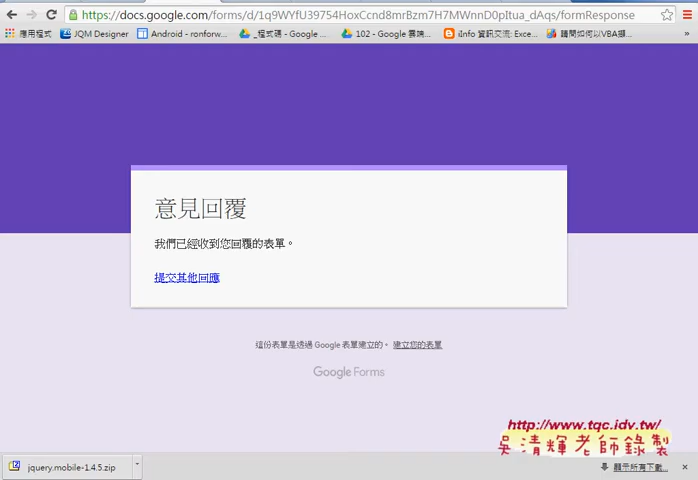 https://docs.google.com/forms/d/1q9WYfU39754HoxCcnd8mrBzm7H7MWnnD0pItua_dAqs/formResponse
應用程式 JQM Designer Android - ronforw... _程式碼 - Google ... 102 - Google 雲端... iInfo 資訊交流: Exce... 請問如何以VBA擷... »
意見回覆
我們已經收到您回覆的表單。
提交其他回應
這份表單是透過 Google 表單建立的。 建立您的表單
Google Forms
http://www.tqc.idv.tw/
吳清輝老師錄製
jquery.mobile-1.4.5.zip
顯示所有下載...